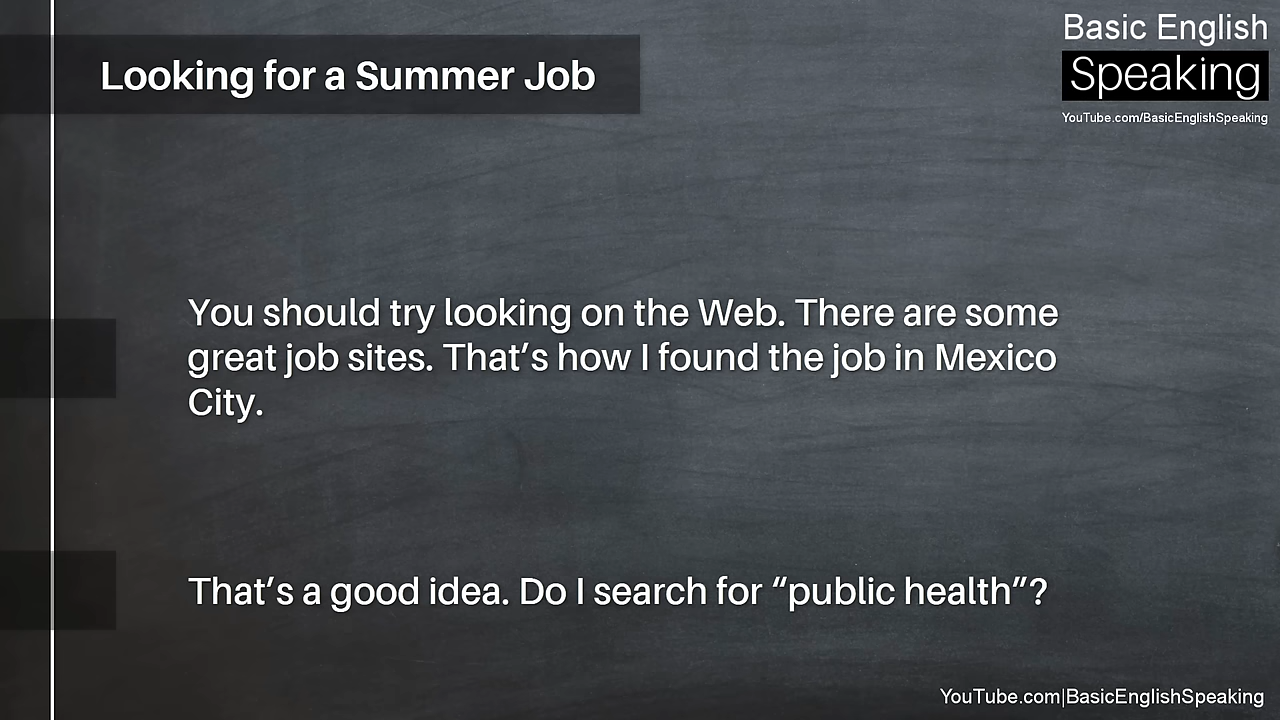 Basic English
Speaking
YouTube.com/BasicEnglishSpeaking
Looking for a Summer Job
You should try looking on the Web. There are some
great job sites. That’s how I found the job in Mexico
City.
That’s a good idea. Do I search for “public health”?
YouTube.com|BasicEnglishSpeaking